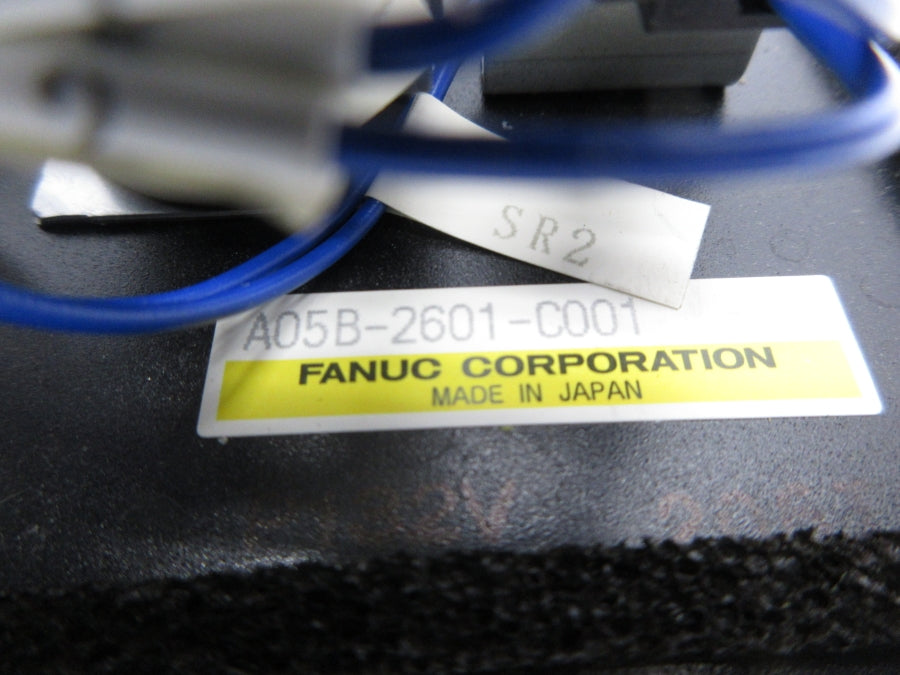 SR2
A05B-2601-C001
FANUC CORPORATION
MADE IN JAPAN